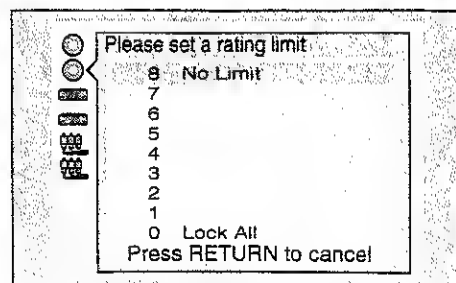 Please set a rating limit
8 No Limit
7
6
5
4
3
2
1
0 Lock All
Press RETURN to cancel